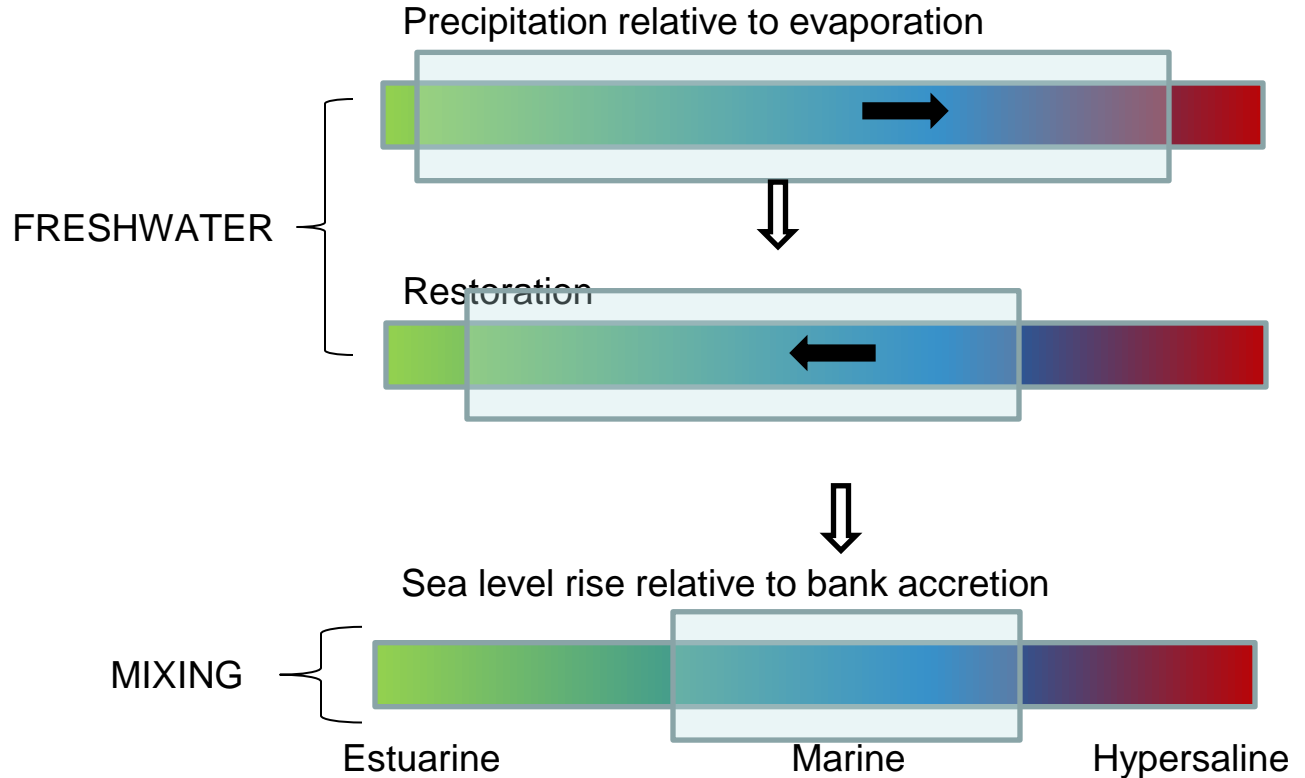 Precipitation relative to evaporation
FRESHWATER
Restoration
Sea level rise relative to bank accretion
MIXING
Estuarine
Marine
Hypersaline